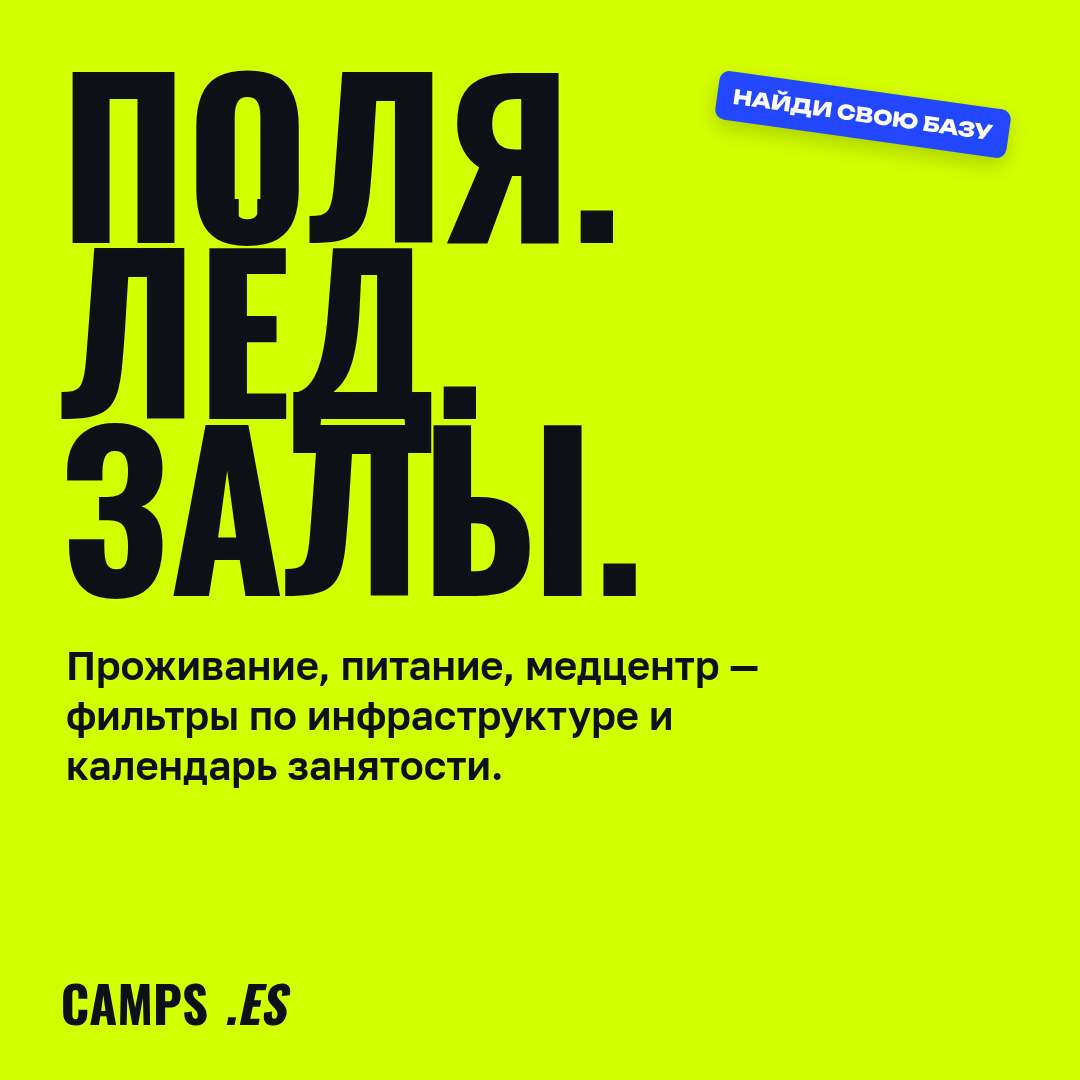 ПОЛЯ.
НАЙДИ СВОЮ БАЗУ
ЛЕД.
ЗАЛЫ.
Проживание, питание, медцентр —
фильтры по инфраструктуре и
календарь занятости.
CAMPS .ES